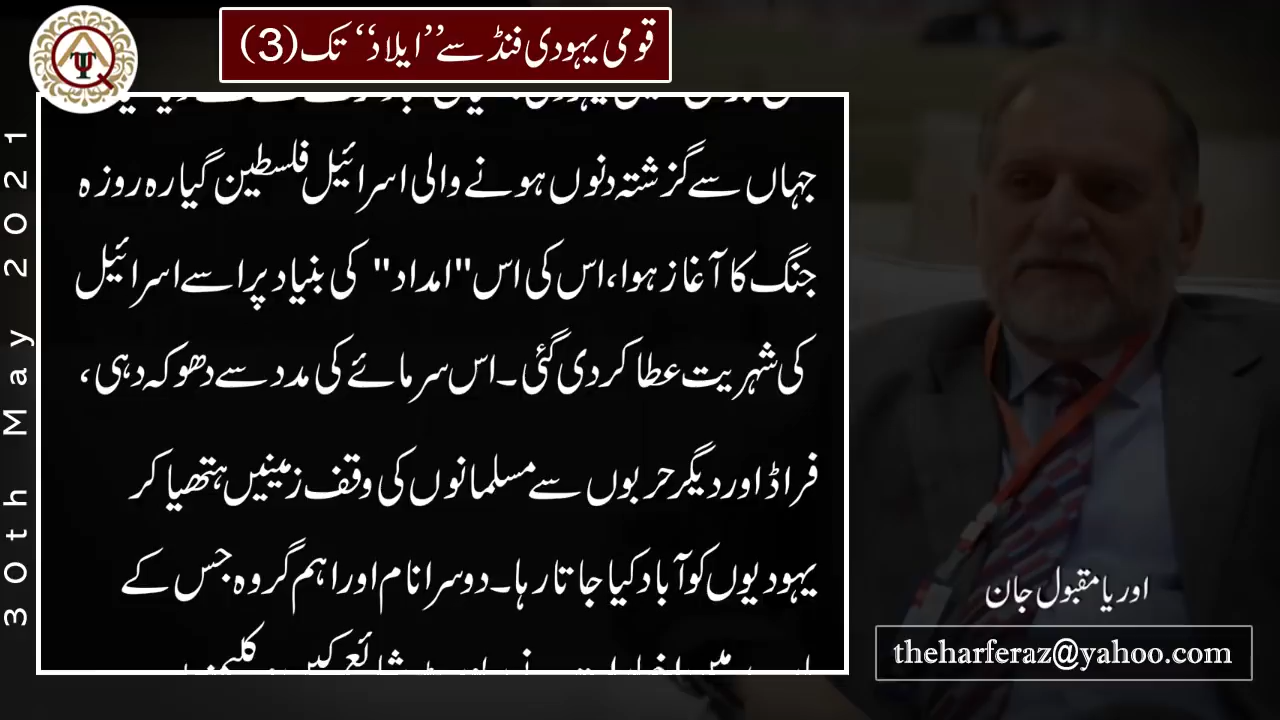 قومی یہودی فنڈ سے ’’ایلاد‘‘ تک (3)
جہاں سے گزشتہ دنوں ہونے والی اسرائیل فلسطین گیارہ روزہ
جنگ کا آغاز ہوا، اس کی اس "امداد" کی بنیاد پر اسے اسرائیل
کی شہریت عطا کر دی گئی۔ اس سرمائے کی مدد سے دھوکہ دہی،
فراڈ اور دیگر حربوں سے مسلمانوں کی وقف زمینیں ہتھیا کر
یہودیوں کو آباد کیا جاتا رہا۔ دوسرا نام اور اہم گروہ جس کے
30th May 2021
اوریا مقبول جان
theharferaz@yahoo.com